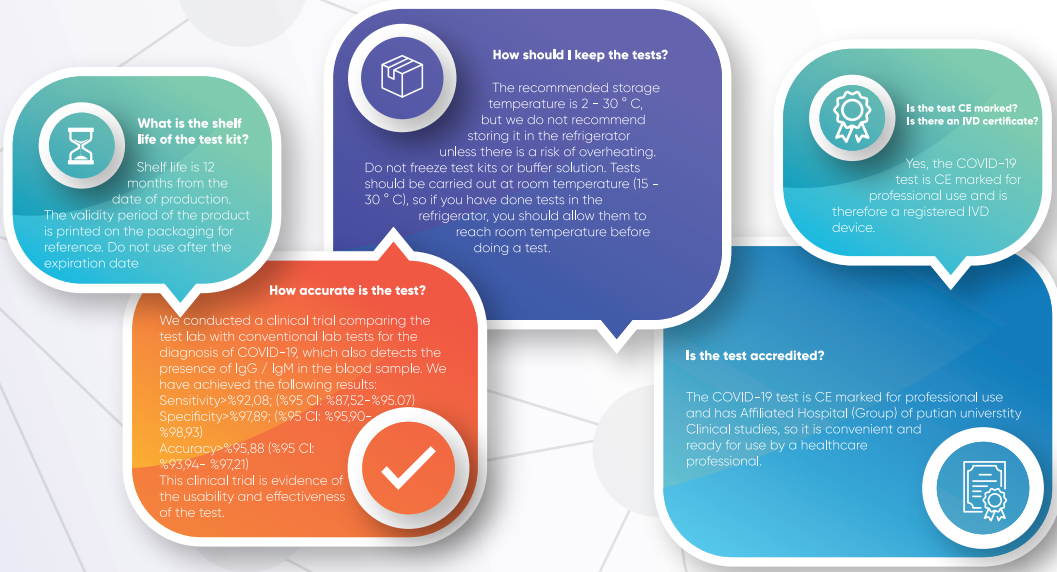 What is the shelf
life of the test kit?
Shelf life is 12
months from the
date of production.
The validity period of the product
is printed on the packaging for
reference. Do not use after the
expiration date
How should I keep the tests?
The recommended storage
temperature is 2 - 30 ° C,
but we do not recommend
storing it in the refrigerator
unless there is a risk of overheating.
Do not freeze test kits or buffer solution. Tests
should be carried out at room temperature (15 -
30 ° C), so if you have done tests in the
refrigerator, you should allow them to
reach room temperature before
doing a test.
Is the test CE marked?
Is there an IVD certificate?
Yes, the COVID-19
test is CE marked for
professional use and is
therefore a registered IVD
device.
How accurate is the test?
We conducted a clinical trial comparing the
test lab with conventional lab tests for the
diagnosis of COVID-19, which also detects the
presence of IgG / IgM in the blood sample. We
have achieved the following results:
Sensitivity>%92,08; (%95 CI: %87,52-%95.07)
Specificity>%97,89; (%95 CI: %95,90-
%98,93)
Accuracy>%95,88 (%95 CI:
%93,94- %97,21)
This clinical trial is evidence of
the usability and effectiveness
of the test.
Is the test accredited?
The COVID-19 test is CE marked for professional use
and has Affiliated Hospital (Group) of putian universtity
Clinical studies, so it is convenient and
ready for use by a healthcare
professional.